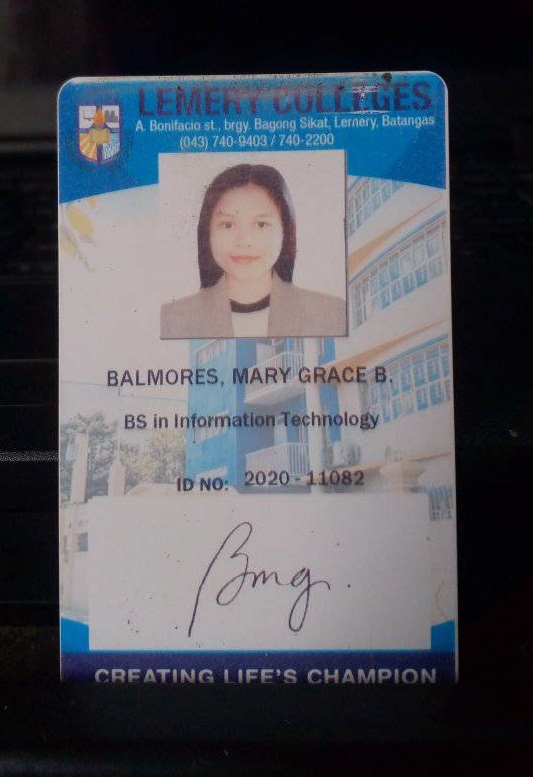 LEMERY COLLEGES
A. Bonifacio st., brgy. Bagong Sikat, Lemery, Batangas
(043) 740-9403 / 740-2200
BALMORES, MARY GRACE B.
BS in Information Technology
ID NO: 2020 - 11082
Bmg.
CREATING LIFE'S CHAMPION